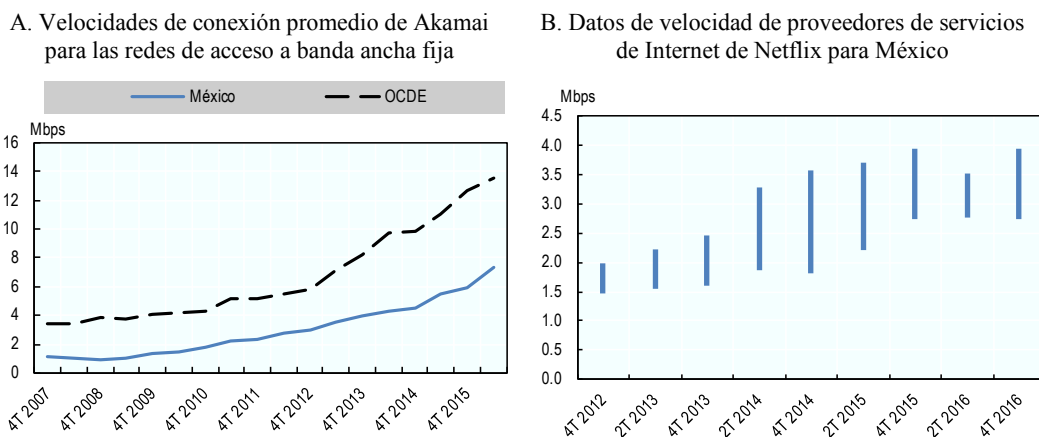 A. Velocidades de conexión promedio de Akamai
para las redes de acceso a banda ancha fija
México
OCDE
Mbps
16
14
12
10
8
6
4
2
0
4T 2007
4T 2008
4T 2009
4T 2010
4T 2011
4T 2012
4T 2013
4T 2014
4T 2015
B. Datos de velocidad de proveedores de servicios
de Internet de Netflix para México
Mbps
4.5
4.0
3.5
3.0
2.5
2.0
1.5
1.0
0.5
0.0
4T 2012
2T 2013
4T 2013
2T 2014
4T 2014
2T 2015
4T 2015
2T 2016
4T 2016